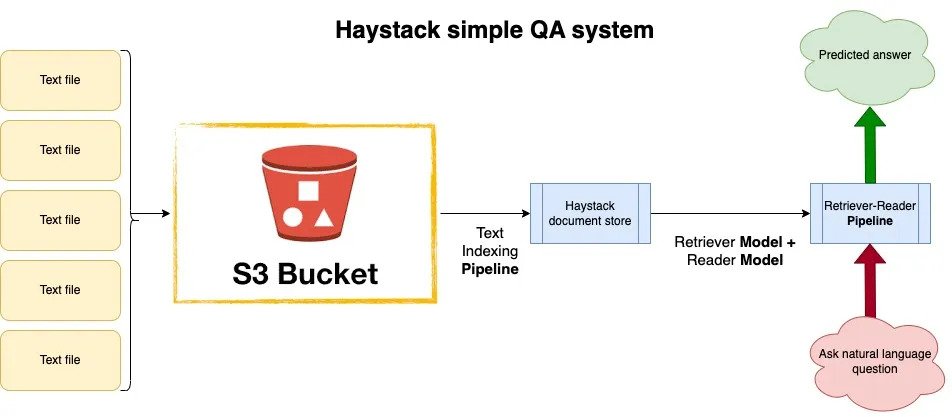 Haystack simple QA system
Text file
Text file
Text file
Text file
Text file
S3 Bucket
Text
Indexing
Pipeline
Haystack
document store
Retriever Model +
Reader Model
Predicted answer
Retriever-Reader
Pipeline
Ask natural language
question